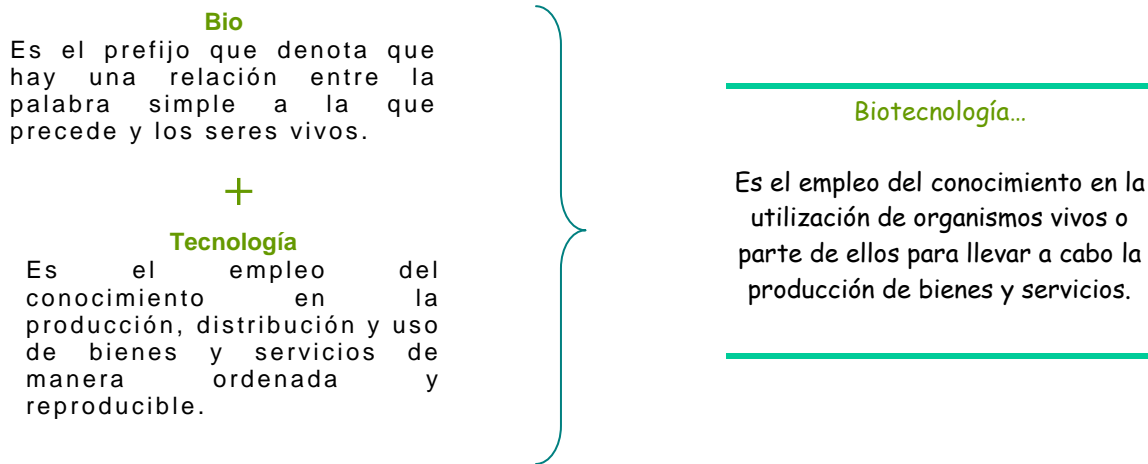 Bio
Es el prefijo que denota que
hay una relación entre la
palabra simple a la que
precede y los seres vivos.
+
Tecnología
Es el empleo del
conocimiento en la
producción, distribución y uso
de bienes y servicios de
manera ordenada y
reproducible.
Biotecnología…
Es el empleo del conocimiento en la
utilización de organismos vivos o
parte de ellos para llevar a cabo la
producción de bienes y servicios.